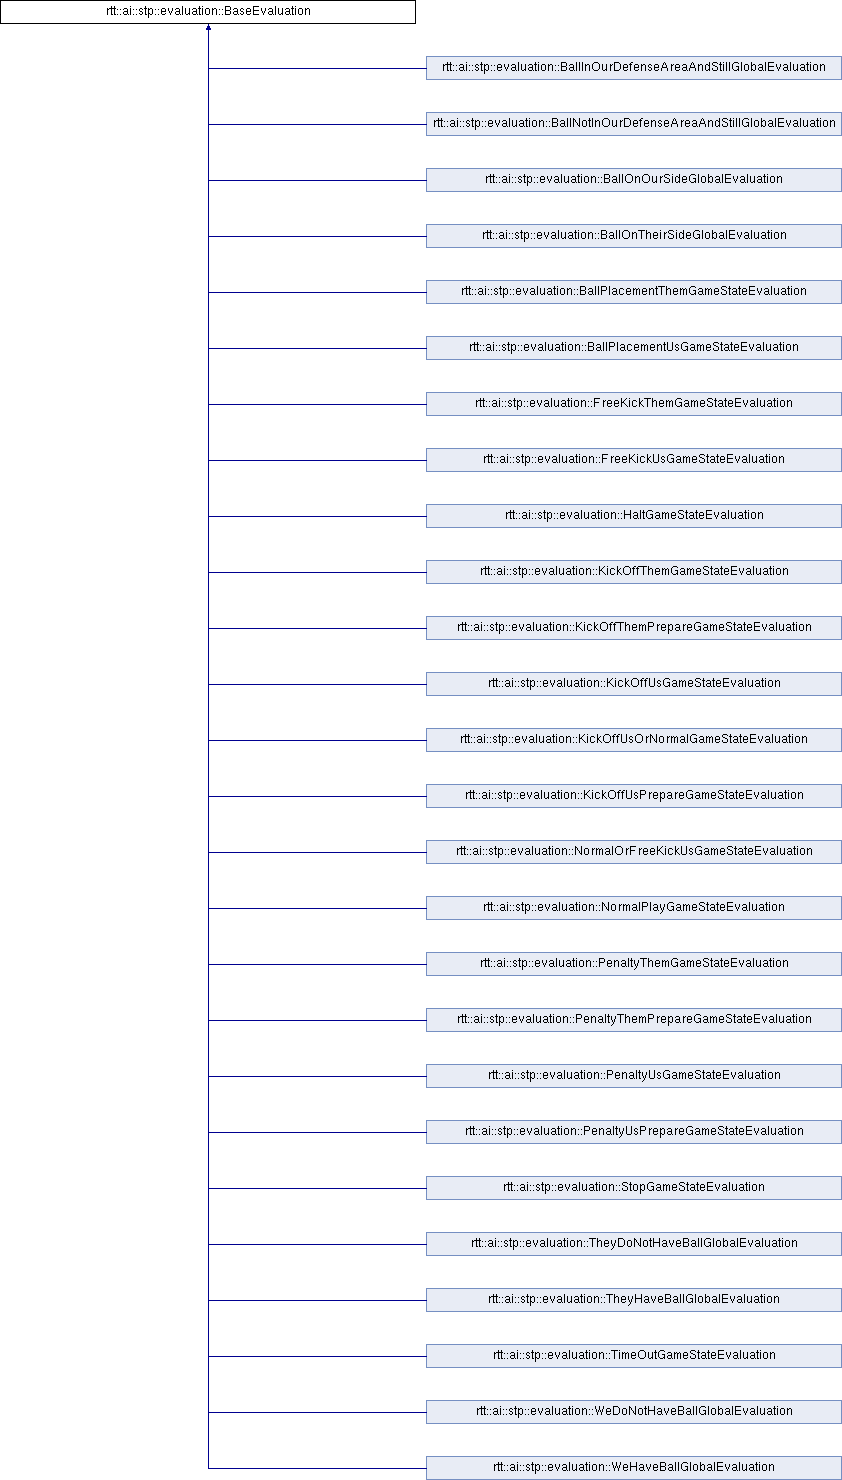 rtt::ai::stp::evaluation::BaseEvaluation
rtt::ai::stp::evaluation::BallInOurDefenseAreaAndStillGlobalEvaluation
rtt::ai::stp::evaluation::BallNotInOurDefenseAreaAndStillGlobalEvaluation
rtt::ai::stp::evaluation::BallOnOurSideGlobalEvaluation
rtt::ai::stp::evaluation::BallOnTheirSideGlobalEvaluation
rtt::ai::stp::evaluation::BallPlacementThemGameStateEvaluation
rtt::ai::stp::evaluation::BallPlacementUsGameStateEvaluation
rtt::ai::stp::evaluation::FreeKickThemGameStateEvaluation
rtt::ai::stp::evaluation::FreeKickUsGameStateEvaluation
rtt::ai::stp::evaluation::HaltGameStateEvaluation
rtt::ai::stp::evaluation::KickOffThemGameStateEvaluation
rtt::ai::stp::evaluation::KickOffThemPrepareGameStateEvaluation
rtt::ai::stp::evaluation::KickOffUsGameStateEvaluation
rtt::ai::stp::evaluation::KickOffUsOrNormalGameStateEvaluation
rtt::ai::stp::evaluation::KickOffUsPrepareGameStateEvaluation
rtt::ai::stp::evaluation::NormalOrFreeKickUsGameStateEvaluation
rtt::ai::stp::evaluation::NormalPlayGameStateEvaluation
rtt::ai::stp::evaluation::PenaltyThemGameStateEvaluation
rtt::ai::stp::evaluation::PenaltyThemPrepareGameStateEvaluation
rtt::ai::stp::evaluation::PenaltyUsGameStateEvaluation
rtt::ai::stp::evaluation::PenaltyUsPrepareGameStateEvaluation
rtt::ai::stp::evaluation::StopGameStateEvaluation
rtt::ai::stp::evaluation::TheyDoNotHaveBallGlobalEvaluation
rtt::ai::stp::evaluation::TheyHaveBallGlobalEvaluation
rtt::ai::stp::evaluation::TimeOutGameStateEvaluation
rtt::ai::stp::evaluation::WeDoNotHaveBallGlobalEvaluation
rtt::ai::stp::evaluation::WeHaveBallGlobalEvaluation